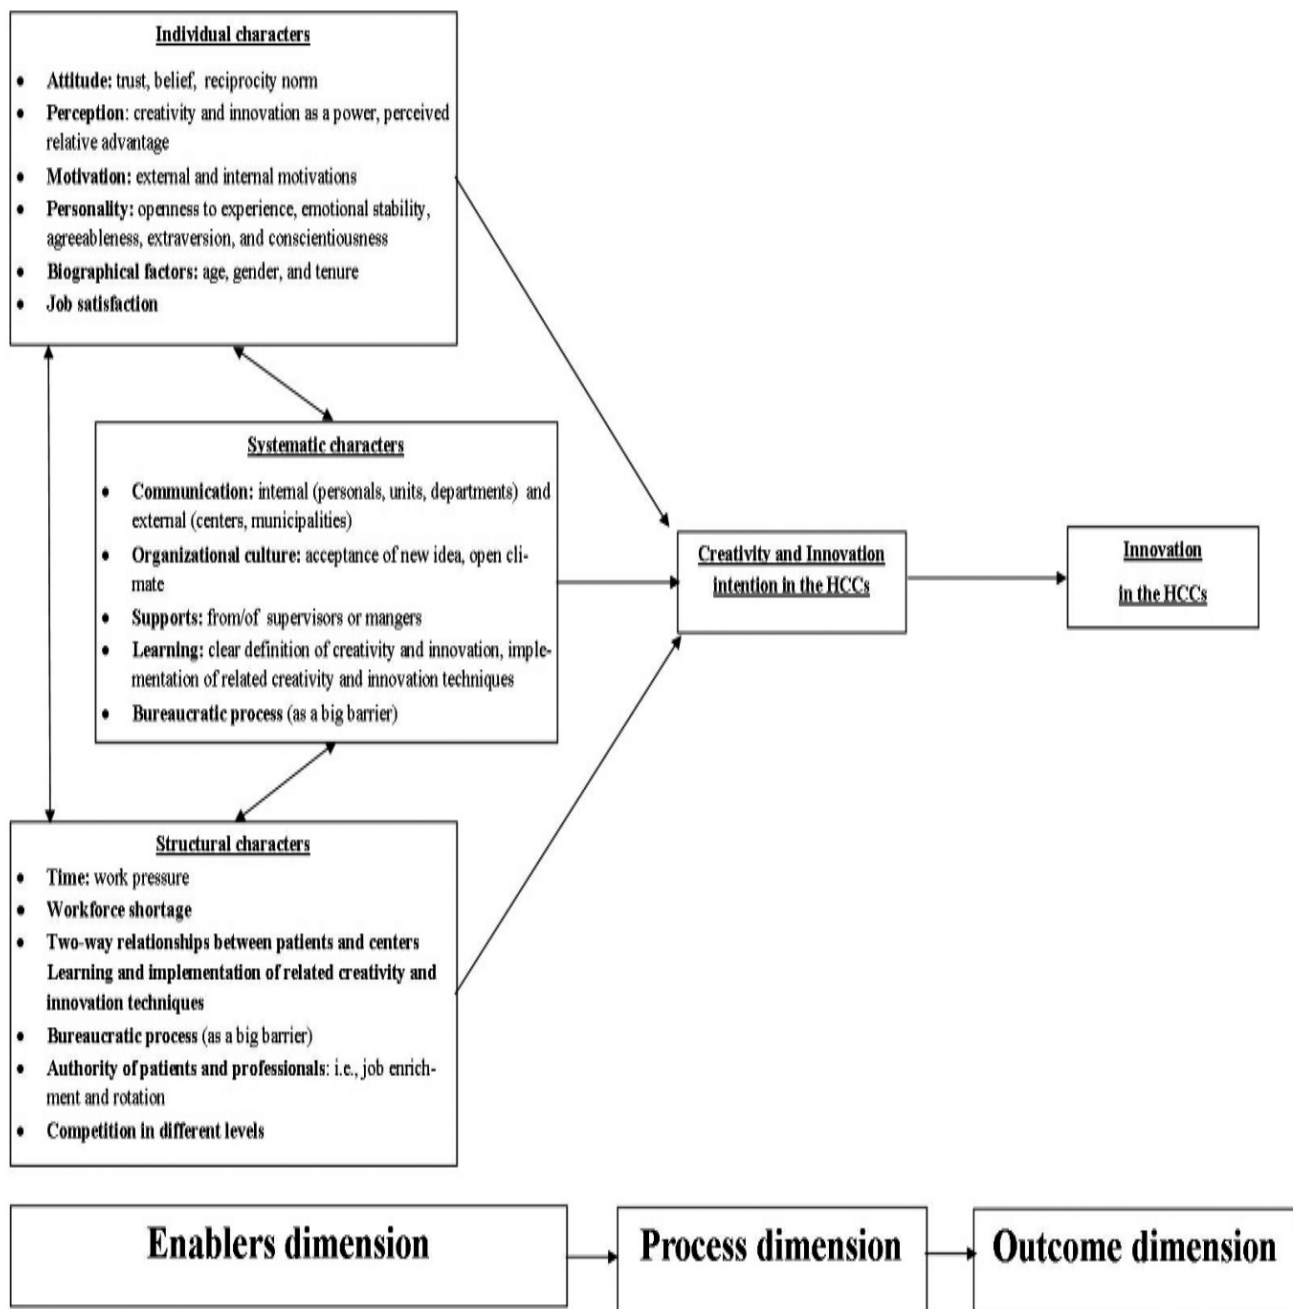 Individual characters
• Attitude: trust, belief, reciprocity norm
• Perception: creativity and innovation as a power, perceived
relative advantage
• Motivation: external and internal motivations
• Personality: openness to experience, emotional stability,
agreeableness, extraversion, and conscientiousness
• Biographical factors: age, gender, and tenure
• Job satisfaction
Systematic characters
• Communication: internal (personals, units, departments) and
external (centers, municipalities)
• Organizational culture: acceptance of new idea, open cli-
mate
• Supports: from/of supervisors or mangers
• Learning: clear definition of creativity and innovation, imple-
mentation of related creativity and innovation techniques
• Bureaucratic process (as a big barrier)
Structural characters
• Time: work pressure
• Workforce shortage
• Two-way relationships between patients and centers
Learning and implementation of related creativity and
innovation techniques
• Bureaucratic process (as a big barrier)
• Authority of patients and professionals: i.e., job enrich-
ment and rotation
• Competition in different levels
Creativity and Innovation
intention in the HCCs
Innovation
in the HCCs
Enablers dimension
Process dimension
Outcome dimension